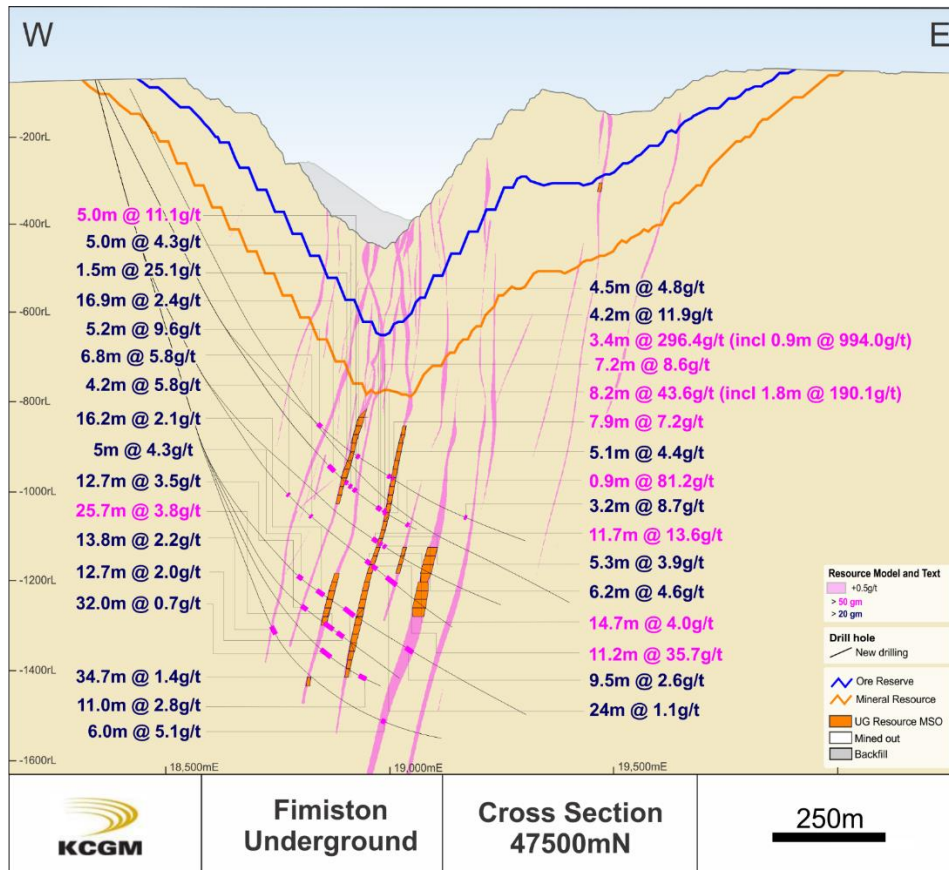 W
E
-200rL
-400rL
-600rL
-800rL
-1000rL
-1200rL
-1400rL
-1600rL
5.0m @ 11.1g/t
5.0m @ 4.3g/t
1.5m @ 25.1g/t
16.9m @ 2.4g/t
5.2m @ 9.6g/t
6.8m @ 5.8g/t
4.2m @ 5.8g/t
16.2m @ 2.1g/t
5m @ 4.3g/t
12.7m @ 3.5g/t
25.7m @ 3.8g/t
13.8m @ 2.2g/t
12.7m @ 2.0g/t
32.0m @ 0.7g/t
34.7m @ 1.4g/t
11.0m @ 2.8g/t
6.0m @ 5.1g/t
4.5m @ 4.8g/t
4.2m @ 11.9g/t
3.4m @ 296.4g/t (incl 0.9m @ 994.0g/t)
7.2m @ 8.6g/t
8.2m @ 43.6g/t (incl 1.8m @ 190.1g/t)
7.9m @ 7.2g/t
5.1m @ 4.4g/t
0.9m @ 81.2g/t
3.2m @ 8.7g/t
11.7m @ 13.6g/t
5.3m @ 3.9g/t
6.2m @ 4.6g/t
14.7m @ 4.0g/t
11.2m @ 35.7g/t
9.5m @ 2.6g/t
24m @ 1.1g/t
Resource Model and Text
+0.5g/t
> 50 gm
> 20 gm
Drill hole
New drilling
Ore Reserve
Mineral Resource
UG Resource MSO
Mined out
Backfill
18,500mE
19,000mE
19,500mE
KCGM
Fimiston
Underground
Cross Section
47500mN
250m